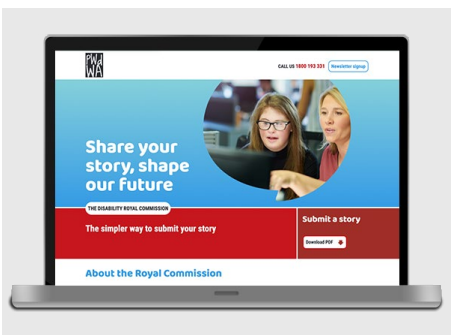 PWd
WA
CALL US 1800 193 331
Newsletter signup
Share your
story, shape
our future
THE DISABILITY ROYAL COMMISSION
The simpler way to submit your story
Submit a story
Download PDF
About the Royal Commission